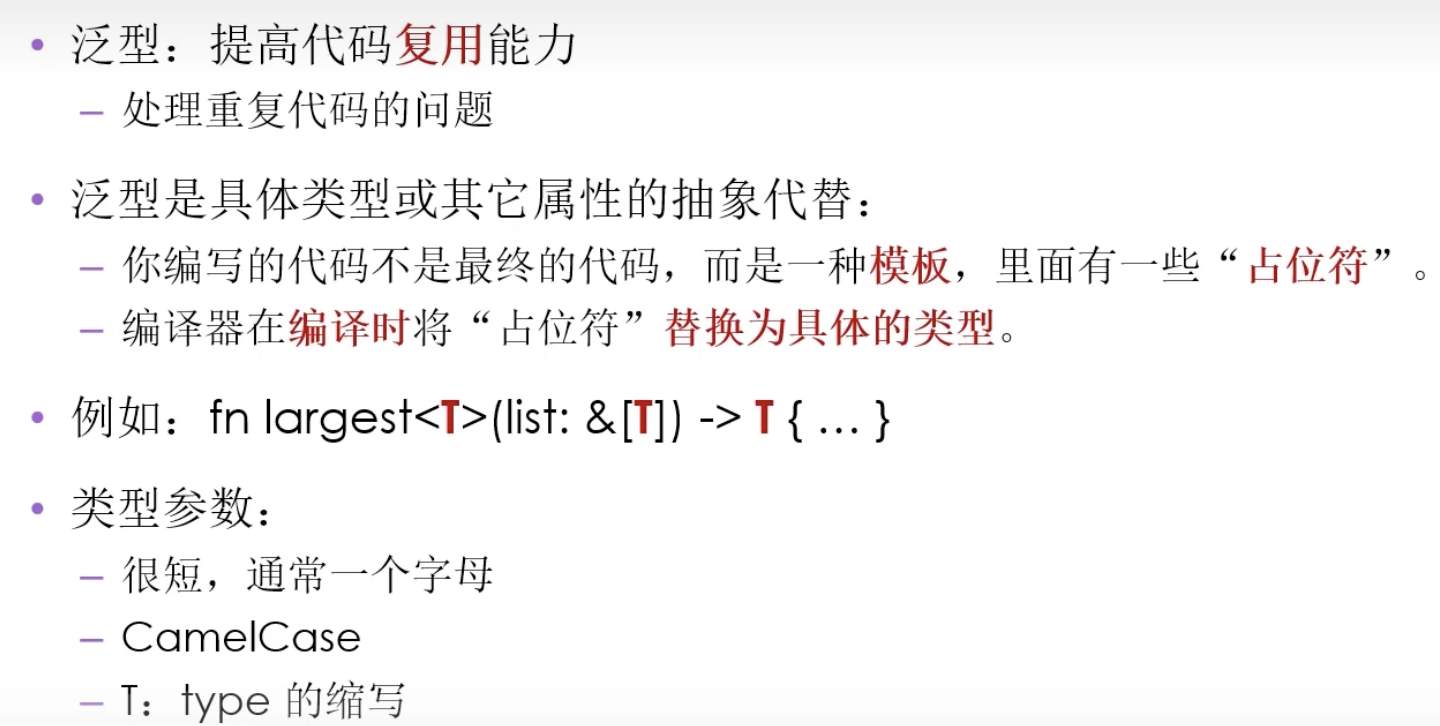 • 泛型：提高代码复用能力
– 处理重复代码的问题
• 泛型是具体类型或其它属性的抽象代替：
– 你编写的代码不是最终的代码，而是一种模板，里面有一些“占位符”。
– 编译器在编译时将“占位符”替换为具体的类型。
• 例如：fn largest<T>(list: &[T]) -> T { … }
• 类型参数：
– 很短，通常一个字母
– CamelCase
– T：type 的缩写